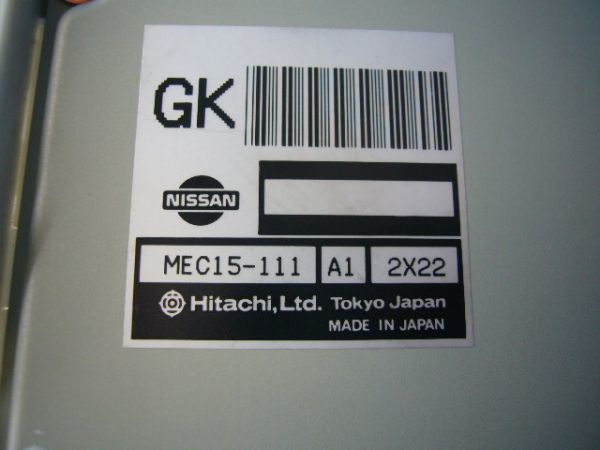 GK
NISSAN
MEC15-111 A1 2X22
Hitachi, Ltd. Tokyo Japan
MADE IN JAPAN